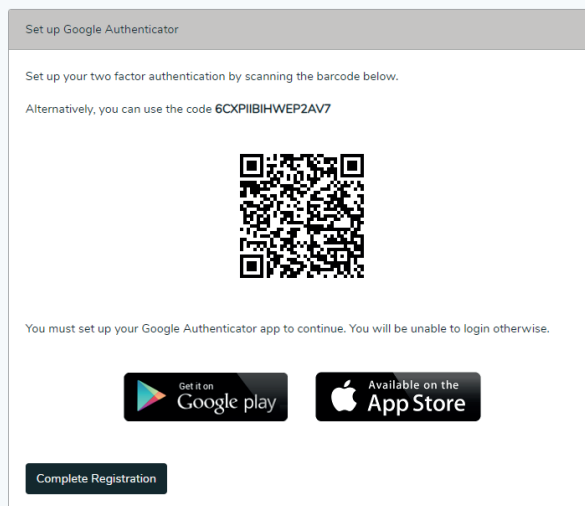 Set up Google Authenticator
Set up your two factor authentication by scanning the barcode below.
Alternatively, you can use the code 6CXPIIBIHWEP2AV7
You must set up your Google Authenticator app to continue. You will be unable to login otherwise.
Get it on
Google play
Available on the
App Store
Complete Registration